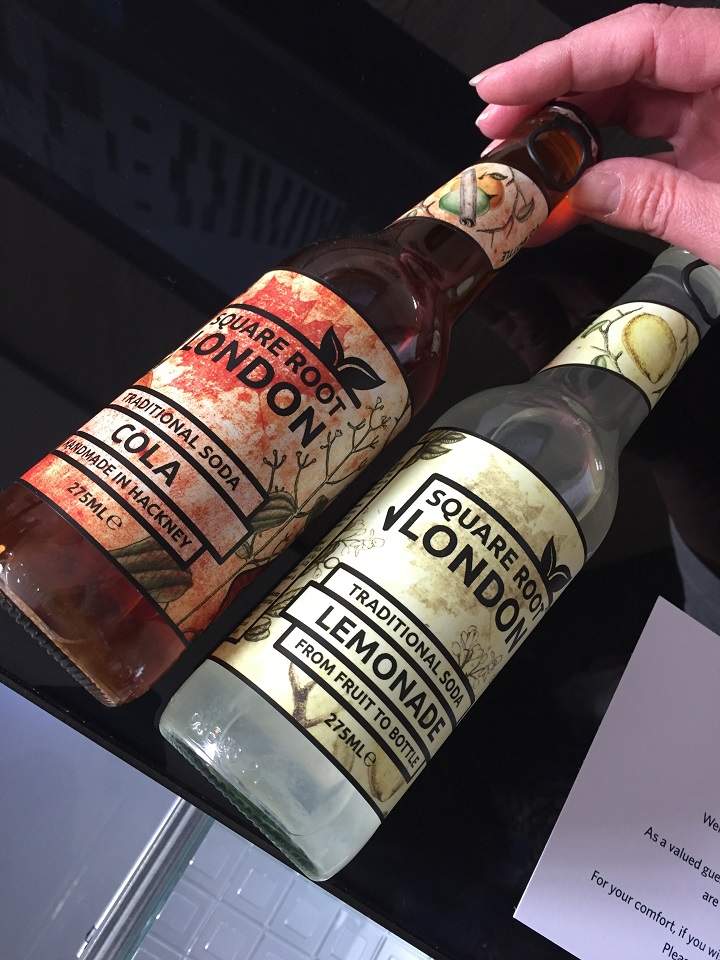 SQUARE ROOT
LONDON
TRADITIONAL SODA
COLA
HANDMADE IN HACKNEY
275ML℮
SQUARE ROOT
LONDON
TRADITIONAL SODA
LEMONADE
FROM FRUIT TO BOTTLE
275ML℮
As a valued
are
For your comfort, if you